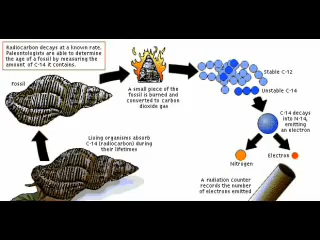 Radiocarbon decays at a known rate.
Paleontologists are able to determine
the age of a fossil by measuring the
amount of C-14 it contains.
fossil
A small piece of the
fossil is burned and
converted to carbon
dioxide gas
Stable C-12
Unstable C-14
C-14 decays
into N-14,
emitting
an electron
Nitrogen
Electron
Living organisms absorb
C-14 (radiocarbon) during
their lifetimes
A radiation counter
records the number
of electrons emitted